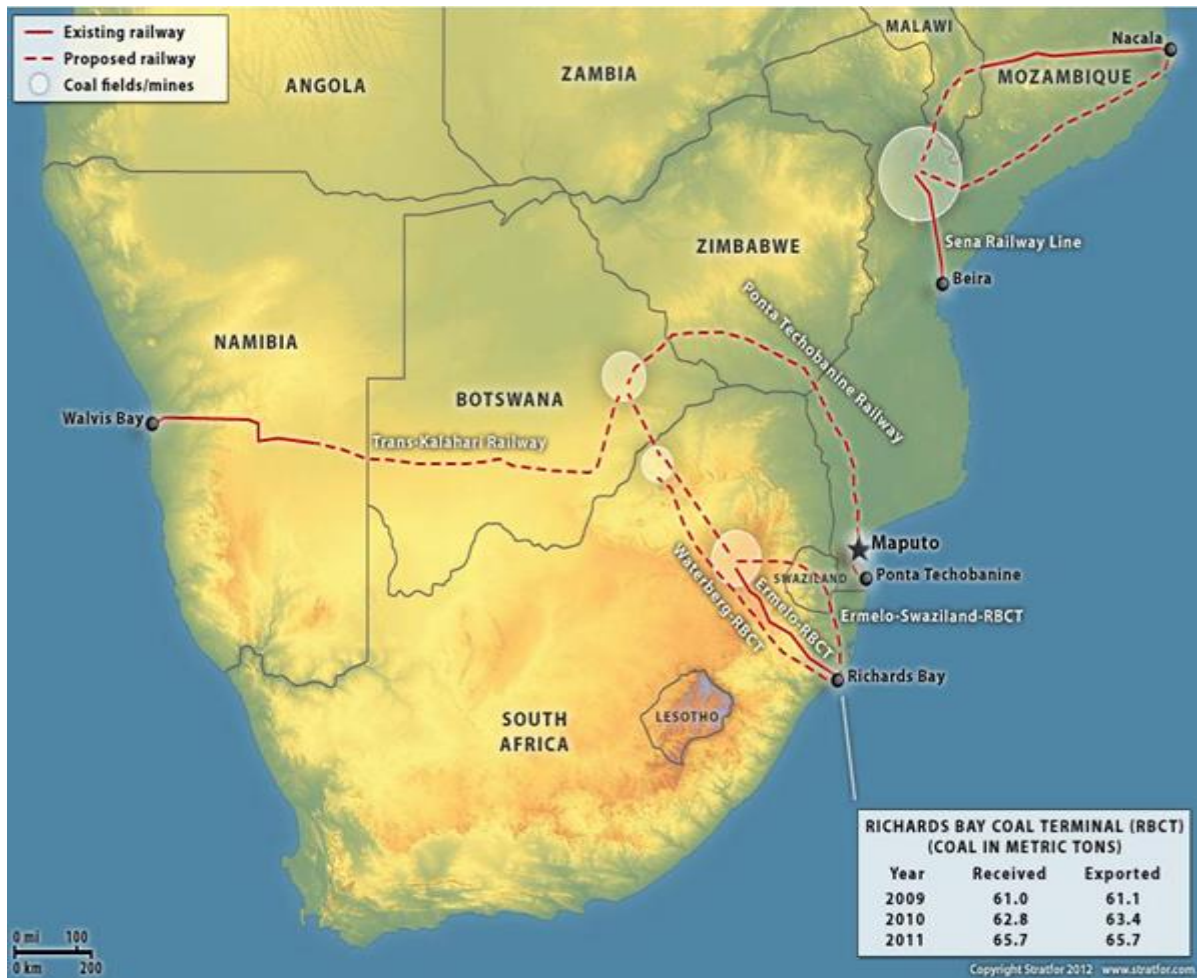 Existing railway
Proposed railway
Coal fields/mines
MALAWI
Nacala
ANGOLA
ZAMBIA
MOZAMBIQUE
ZIMBABWE
Sena Railway Line
Beira
NAMIBIA
Ponta Techobanine Railway
BOTSWANA
Walvis Bay
Trans-Kalahari Railway
Maputo
SWAZILAND
Ponta Techobanine
Waterberg-RBCT
Ermelo-RBCT
Ermelo-Swaziland-RBCT
Richards Bay
SOUTH
AFRICA
LESOTHO
RICHARDS BAY COAL TERMINAL (RBCT)
(COAL IN METRIC TONS)
Year Received Exported
2009 61.0 61.1
2010 62.8 63.4
2011 65.7 65.7
0 mi 100
0 km 200
Copyright Stratfor 2012 www.stratfor.com